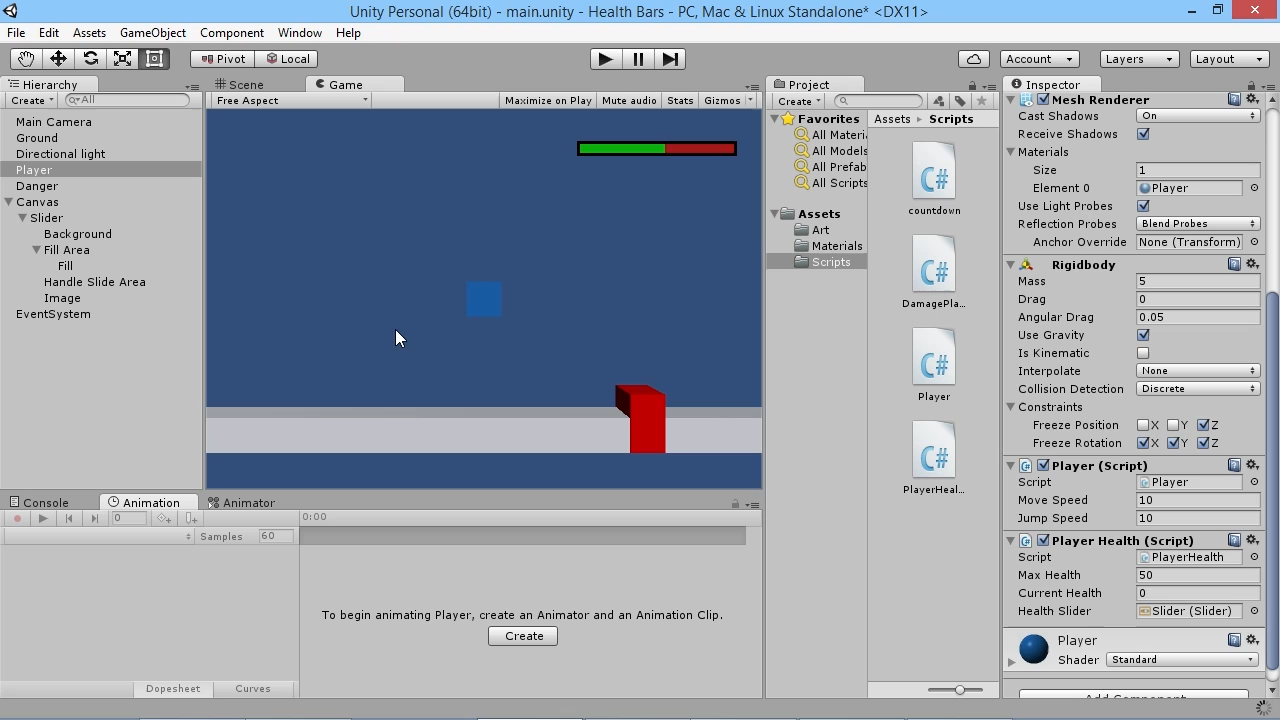 Unity Personal (64bit) - main.unity - Health Bars - PC, Mac & Linux Standalone* <DX11>
File Edit Assets GameObject Component Window Help
Pivot Local Account Layers Layout
Hierarchy
Create All
Main Camera
Ground
Directional light
Player
Danger
Canvas
Slider
Background
Fill Area
Fill
Handle Slide Area
Image
EventSystem
Scene Game
Free Aspect Maximize on Play Mute audio Stats Gizmos
Console Animation Animator
0 0:00
Samples 60
To begin animating Player, create an Animator and an Animation Clip.
Create
Dopesheet Curves
Project
Create
Favorites
All Materi
All Models
All Prefab
All Scripts
Assets
Art
Materials
Scripts
Assets Scripts
C#
countdown
C#
DamagePla...
C#
Player
C#
PlayerHeal...
Inspector
Mesh Renderer
Cast Shadows On
Receive Shadows
Materials
Size 1
Element 0 Player
Use Light Probes
Reflection Probes Blend Probes
Anchor Override None (Transform)
Rigidbody
Mass 5
Drag 0
Angular Drag 0.05
Use Gravity
Is Kinematic
Interpolate None
Collision Detection Discrete
Constraints
Freeze Position X Y Z
Freeze Rotation X Y Z
Player (Script)
Script Player
Move Speed 10
Jump Speed 10
Player Health (Script)
Script PlayerHealth
Max Health 50
Current Health 0
Health Slider Slider (Slider)
Player
Shader Standard
Add Component